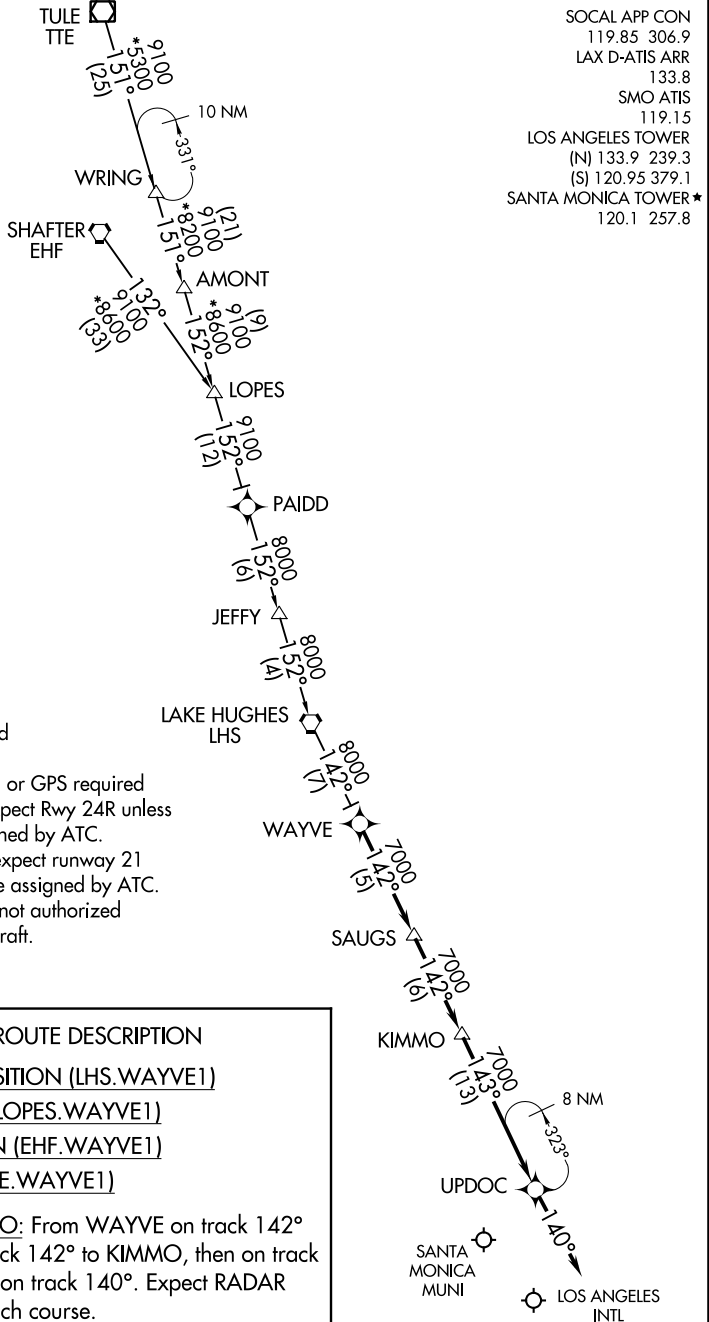 TULE
TTE
9100
*5300
151°
(25)
10 NM
331°
WRING
SOCAL APP CON
119.85 306.9
LAX D-ATIS ARR
133.8
SMO ATIS
119.15
LOS ANGELES TOWER
(N) 133.9 239.3
(S) 120.95 379.1
SANTA MONICA TOWER★
120.1 257.8
(21)
9100
*8200
151°
SHAFTER
EHF
132°
9100
*8600
(33)
AMONT
(9)
9100
*8600
152°
LOPES
9100
152°
(12)
PAIDD
8000
152°
(6)
JEFFY
8000
152°
(4)
LAKE HUGHES
LHS
8000
142°
(7)
WAYVE
7000
142°
(5)
SAUGS
7000
142°
(6)
KIMMO
7000
143°
(13)
8 NM
323°
UPDOC
140°
SANTA
MONICA
MUNI
LOS ANGELES
INTL
or GPS required
pect Rwy 24R unless
ned by ATC.
expect runway 21
e assigned by ATC.
not authorized
raft.
ROUTE DESCRIPTION
SITION (LHS.WAYVE1)
LOPES.WAYVE1)
N (EHF.WAYVE1)
E.WAYVE1)
O: From WAYVE on track 142°
ck 142° to KIMMO, then on track
on track 140°. Expect RADAR
ch course.